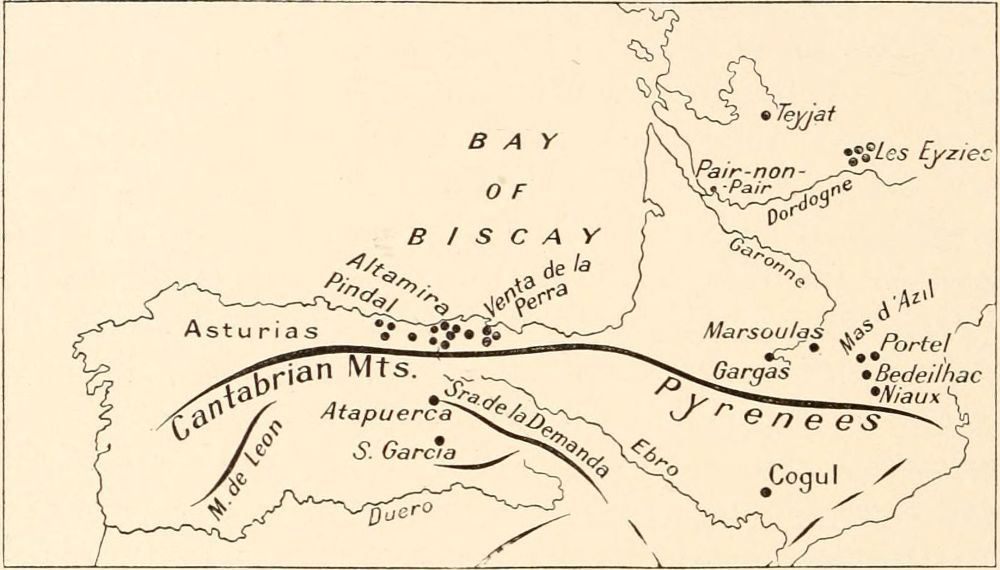 Teyjat
BAY
Les Eyzies
Pair-non-
-Pair
OF
Dordogne
BISCAY
Garonne
Altamira
Venta de la
Perra
Pindal
Mas d'Azil
Asturias
Marsoulas
Portel
Gargas
Bedeilhac
Cantabrian Mts.
Niaux
Pyrenees
Sra. de la Demanda
Atapuerca
M. de Leon
S. Garcia
Ebro
Cogul
Duero